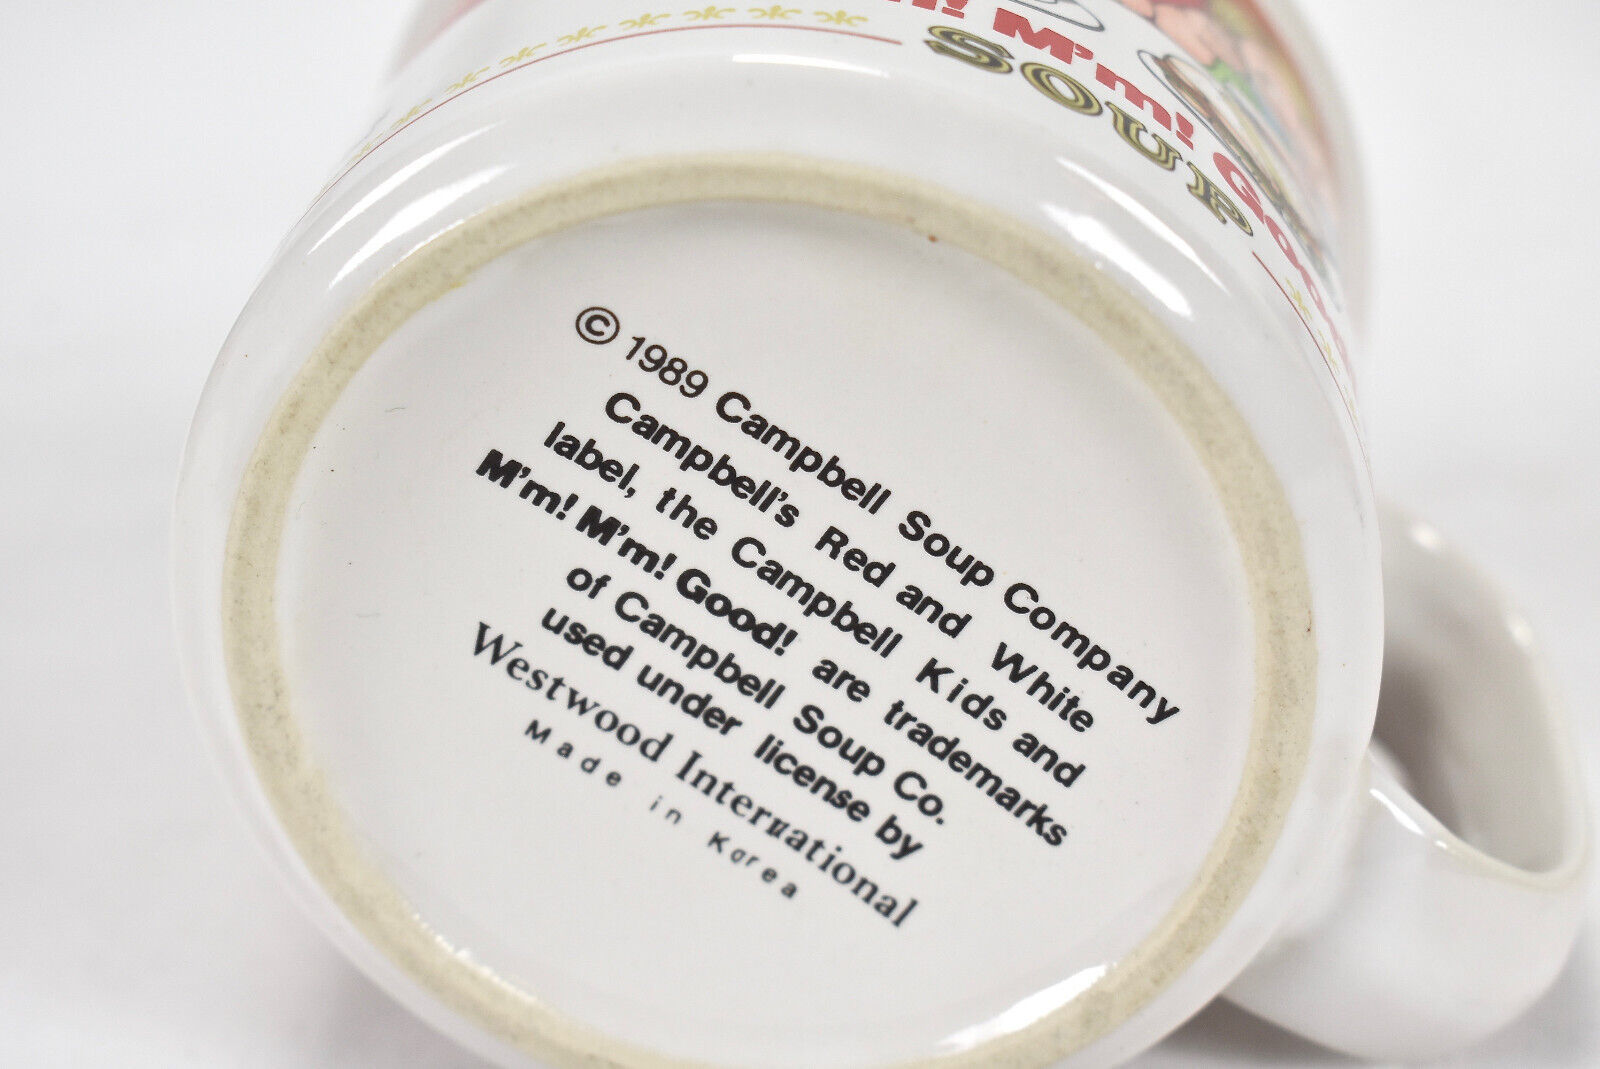 M'm! Good
SOUP
© 1989 Campbell Soup Company
Campbell's Red and White
label, the Campbell Kids and
M'm! M'm! Good! are trademarks
of Campbell Soup Co.
used under license by
Westwood International
Made in Korea